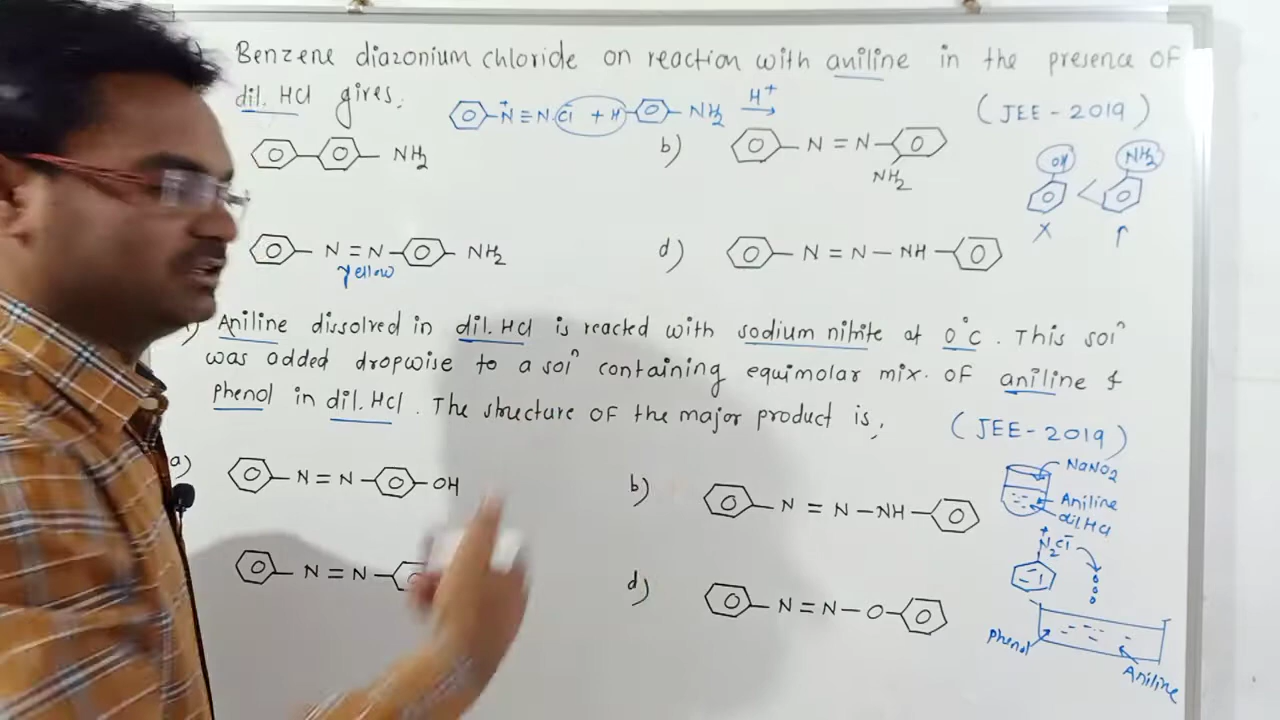 Benzene diazonium chloride on reaction with aniline in the presence of
dil. HCl gives,
N≡NCl + H NH2 H+
(JEE - 2019)
NH2
b) N = N NH2
OH < NH2
x
N = N NH2
yellow
d) N = N - NH
) Aniline dissolved in dil. HCl is reacted with sodium nitrite at 0°C. This solⁿ
was added dropwise to a solⁿ containing equimolar mix. of aniline &
Phenol in dil. HCl. The structure of the major product is,
(JEE - 2019)
a) N = N OH
b) N = N - NH
NaNO2
Aniline
dil HCl
N = N
d) N = N - O
+
N2Cl-
Phenol
Aniline